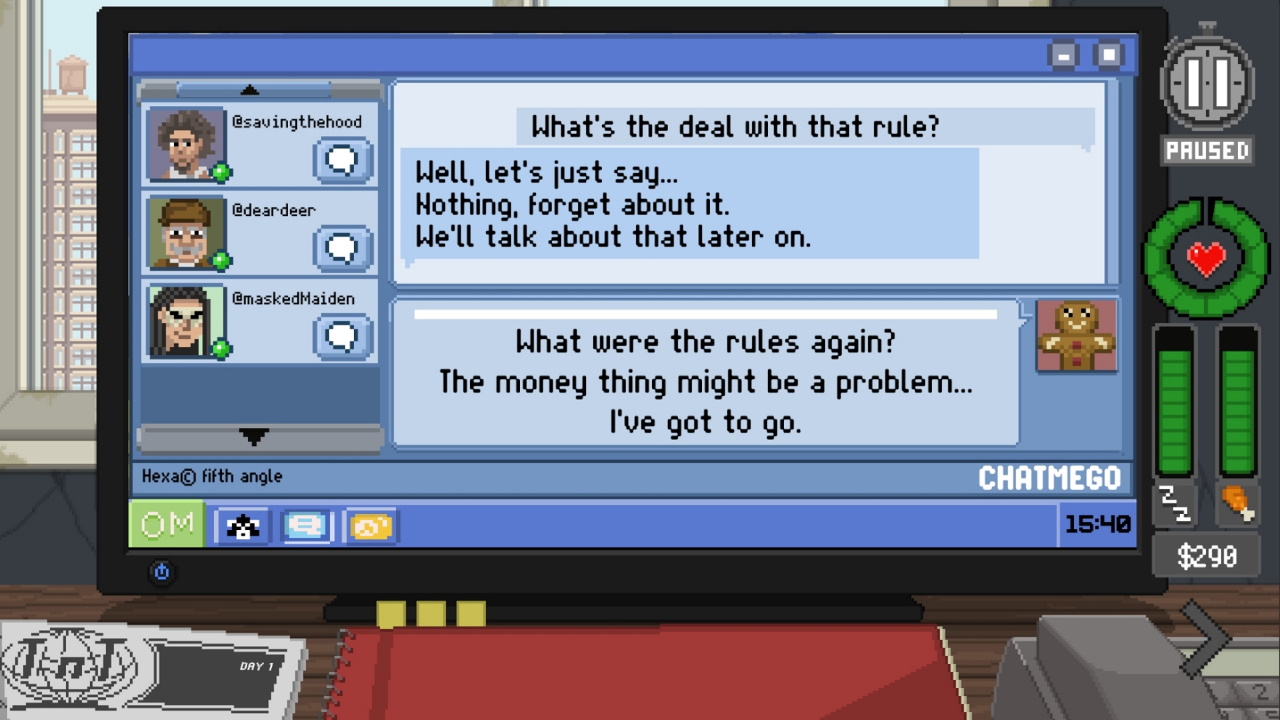 @savingthehood
@deardeer
@maskedMaiden
What's the deal with that rule?
Well, let's just say...
Nothing, forget about it.
We'll talk about that later on.
What were the rules again?
The money thing might be a problem...
I've got to go.
PAUSED
Hexa© fifth angle
CHATMEGO
OM
15:40
Z
Z
$290
TnT
DAY 1
2